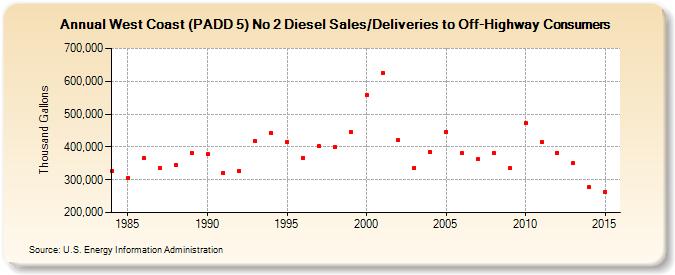 Annual West Coast (PADD 5) No 2 Diesel Sales/Deliveries to Off-Highway Consumers
Thousand Gallons
700,000
600,000
500,000
400,000
300,000
200,000
1985 1990 1995 2000 2005 2010 2015
Source: U.S. Energy Information Administration